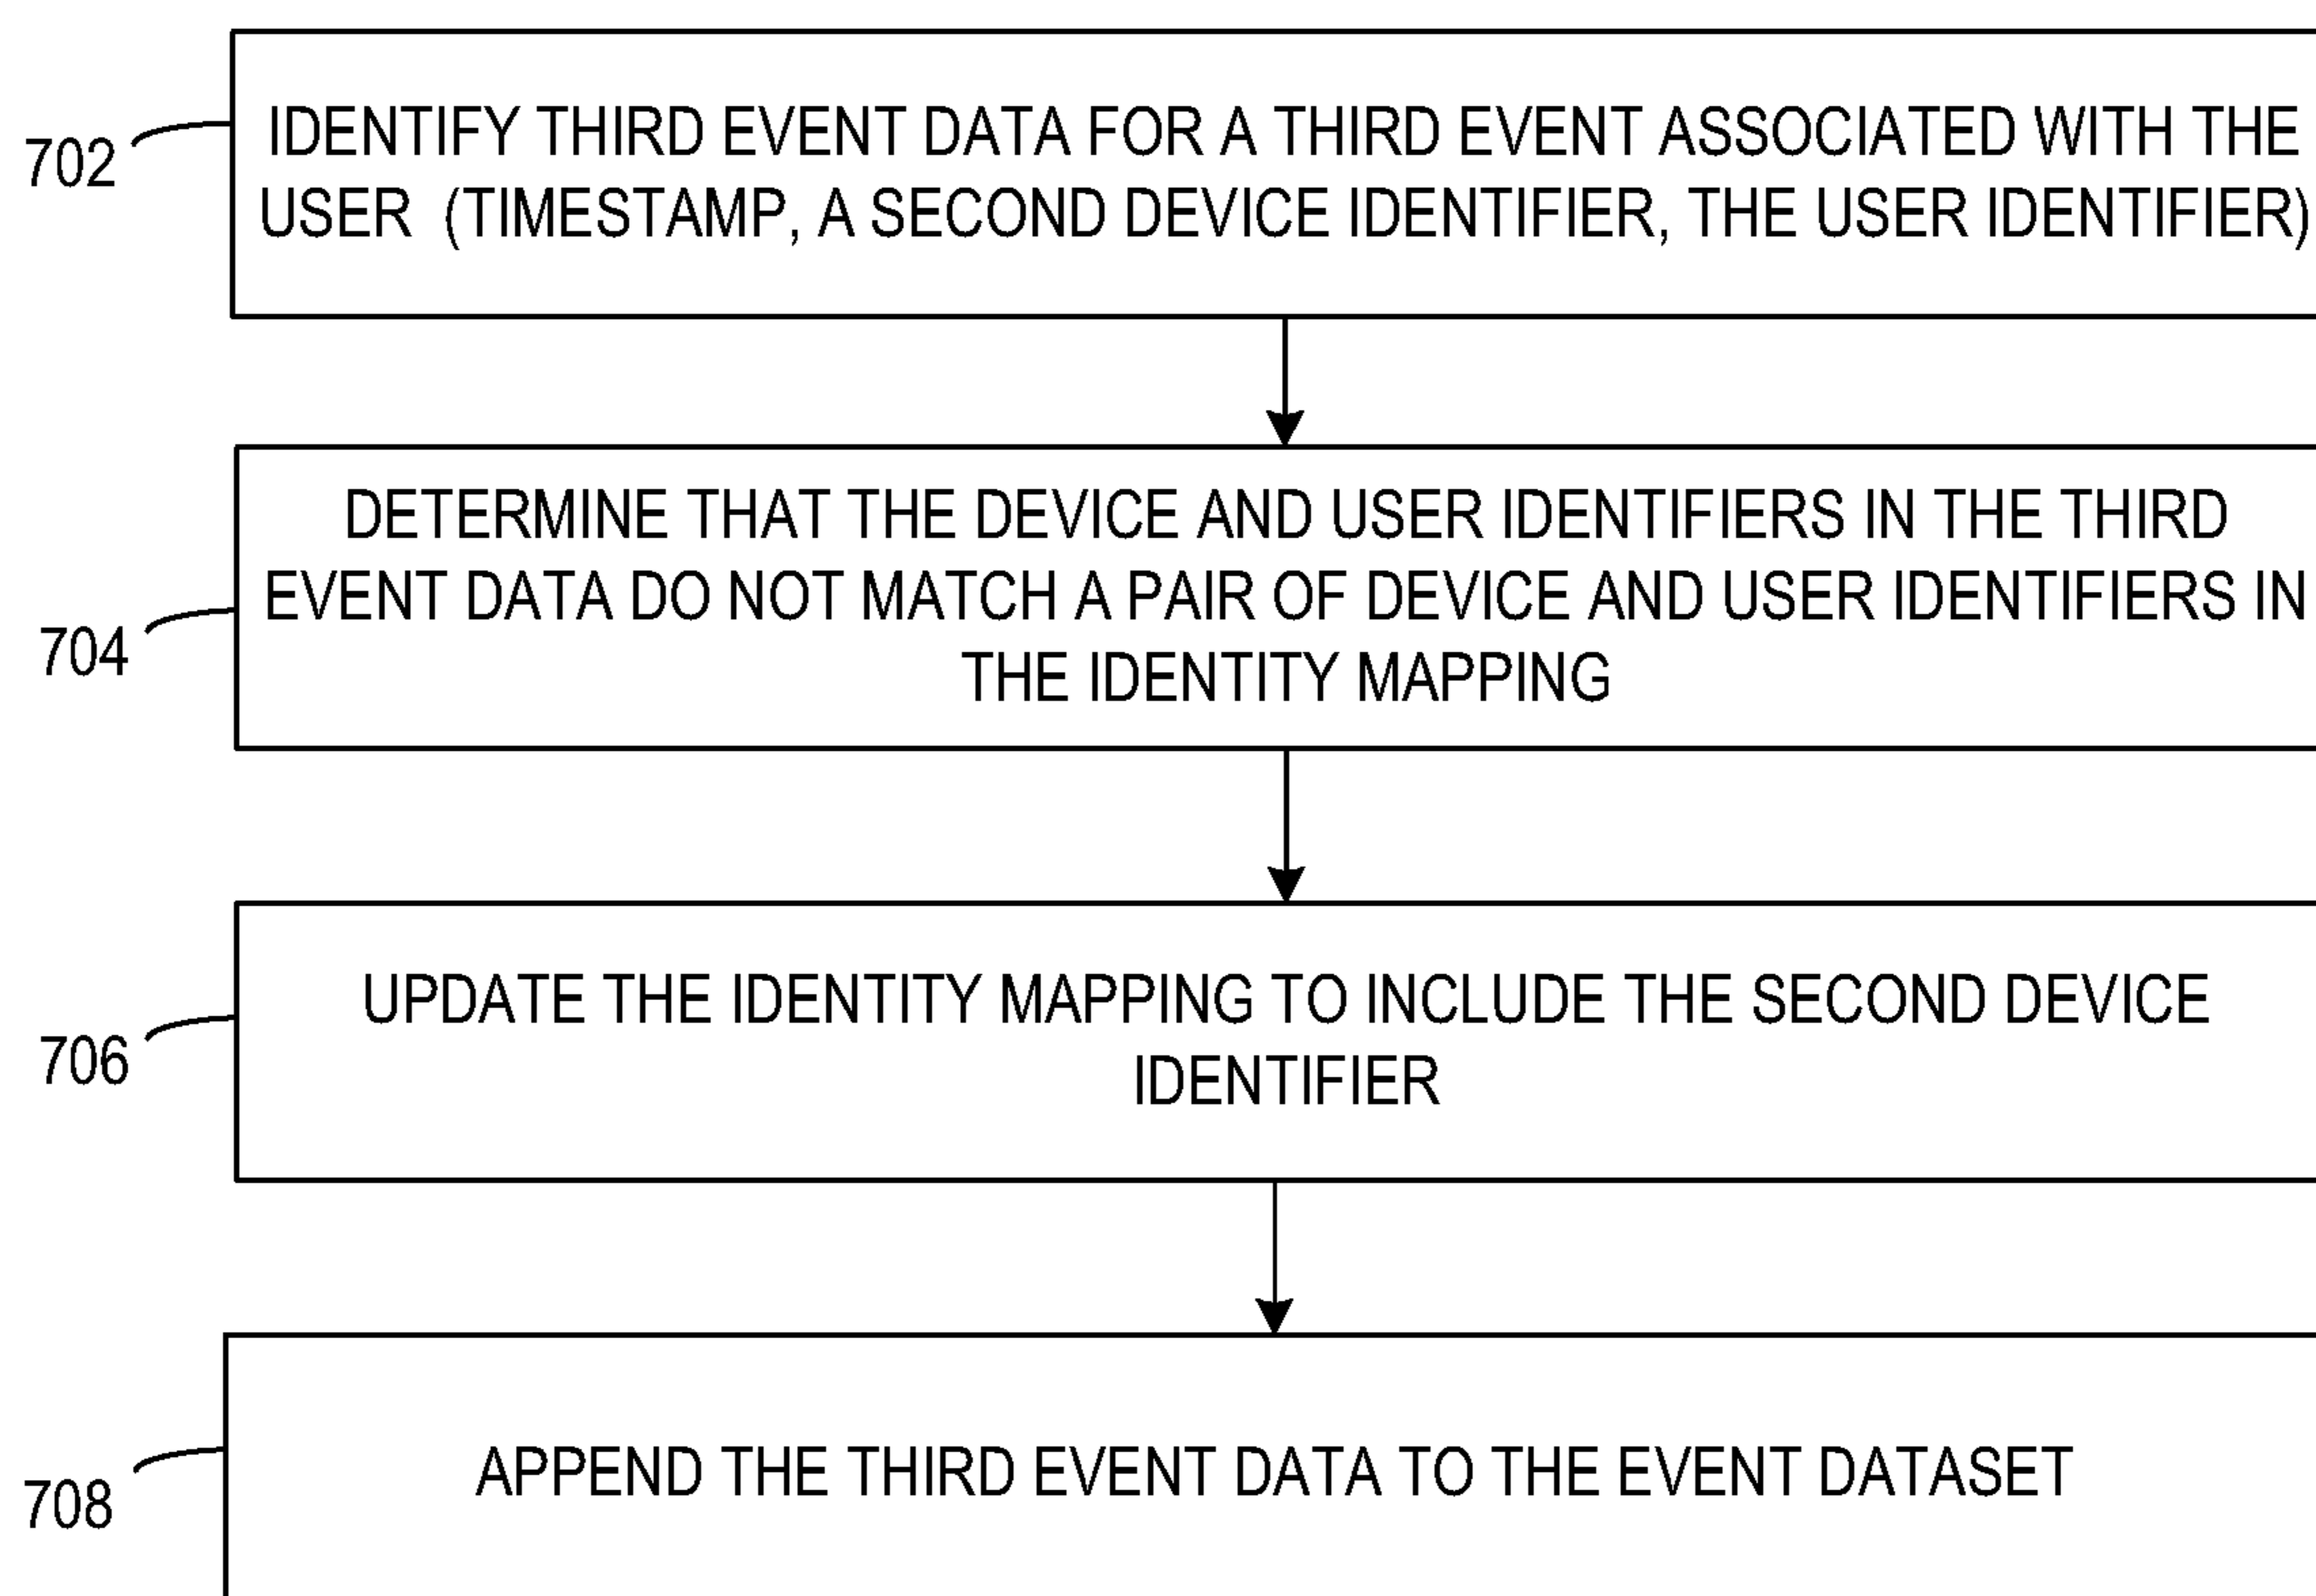 702
IDENTIFY THIRD EVENT DATA FOR A THIRD EVENT ASSOCIATED WITH THE
USER (TIMESTAMP, A SECOND DEVICE IDENTIFIER, THE USER IDENTIFIER)
704
DETERMINE THAT THE DEVICE AND USER IDENTIFIERS IN THE THIRD
EVENT DATA DO NOT MATCH A PAIR OF DEVICE AND USER IDENTIFIERS IN
THE IDENTITY MAPPING
706
UPDATE THE IDENTITY MAPPING TO INCLUDE THE SECOND DEVICE
IDENTIFIER
708
APPEND THE THIRD EVENT DATA TO THE EVENT DATASET